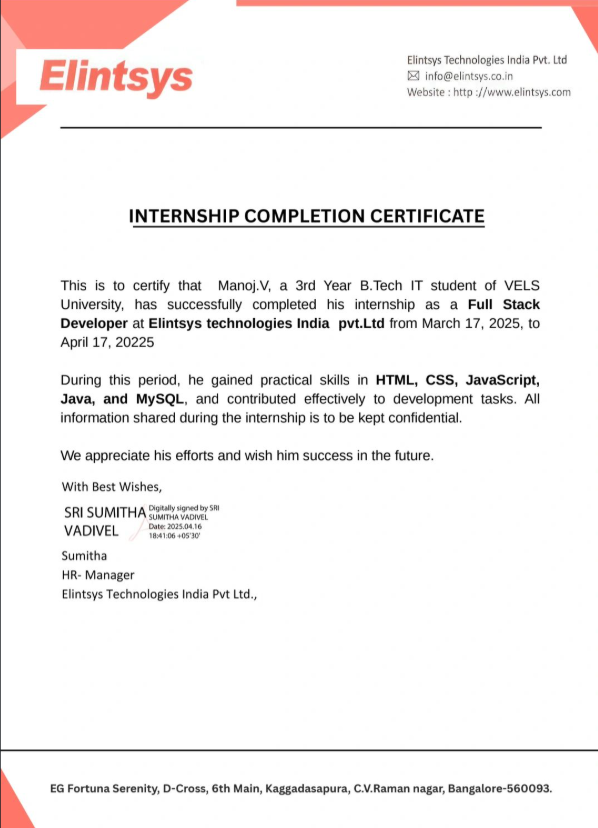 Elintsys
Elintsys Technologies India Pvt. Ltd
info@elintsys.co.in
Website : http ://www.elintsys.com
INTERNSHIP COMPLETION CERTIFICATE
This is to certify that Manoj.V, a 3rd Year B.Tech IT student of VELS
University, has successfully completed his internship as a Full Stack
Developer at Elintsys technologies India pvt.Ltd from March 17, 2025, to
April 17, 20225
During this period, he gained practical skills in HTML, CSS, JavaScript,
Java, and MySQL, and contributed effectively to development tasks. All
information shared during the internship is to be kept confidential.
We appreciate his efforts and wish him success in the future.
With Best Wishes,
SRI SUMITHA
VADIVEL
Digitally signed by SRI
SUMITHA VADIVEL
Date: 2025.04.16
18:41:06 +05'30'
Sumitha
HR- Manager
Elintsys Technologies India Pvt Ltd.,
EG Fortuna Serenity, D-Cross, 6th Main, Kaggadasapura, C.V.Raman nagar, Bangalore-560093.